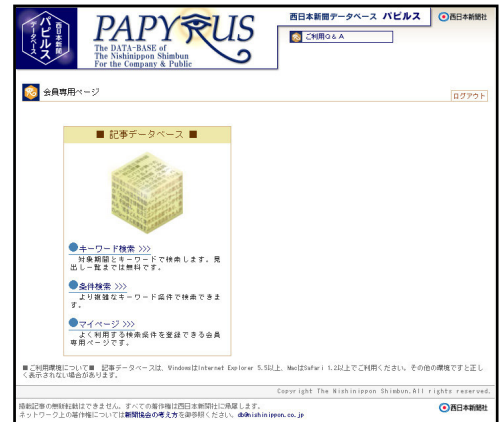 西日本新聞
パピルス
データベース
PAPYRUS
The DATA-BASE of
The Nishinippon Shimbun
For the Company & Public
西日本新聞データベース パピルス
西日本新聞社
ご利用Q & A
会員専用ページ
ログアウト
■ 記事データベース ■
キーワード検索 >>>
対象期間とキーワードで検索します。見
出し一覧までは無料です。
条件検索 >>>
より複雑なキーワード条件で検索できま
す。
マイページ >>>
よく利用する検索条件を登録できる会員
専用ページです。
■ご利用環境について■ 記事データベースは、WindowsはInternet Explorer 5.5以上、MacはSafari 1.2以上でご利用ください。その他の環境ですと正し
く表示されない場合があります。
Copyright The Nishinippon Shimbun.All rights reserved.
掲載記事の無断転載はできません。すべての著作権は西日本新聞社に帰属します。
ネットワーク上の著作権については新聞協会の考え方を御参照ください。db@nishinippon.co.jp
西日本新聞社